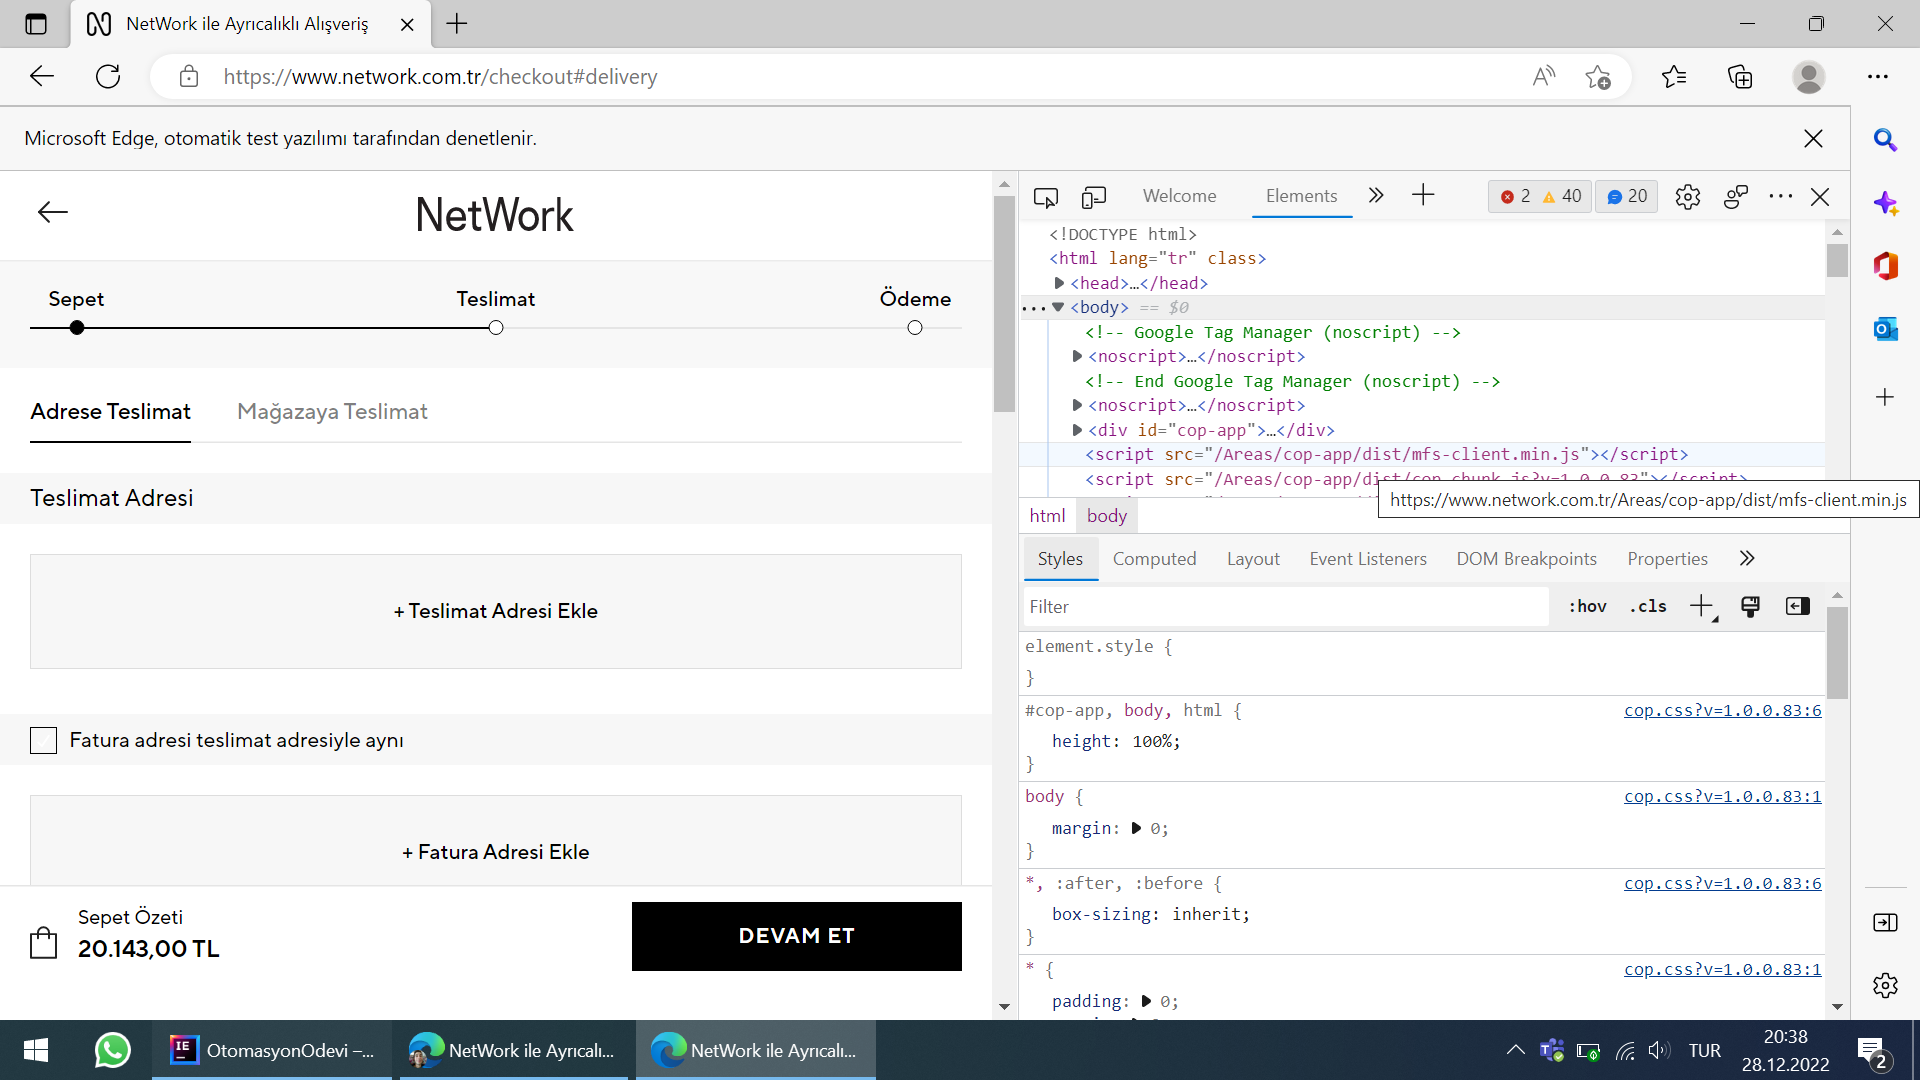 NetWork ile Ayrıcalıklı Alışveriş
https://www.network.com.tr/checkout#delivery
Microsoft Edge, otomatik test yazılımı tarafından denetlenir.
NetWork
Sepet
Teslimat
Ödeme
Adrese Teslimat
Mağazaya Teslimat
Teslimat Adresi
+ Teslimat Adresi Ekle
Fatura adresi teslimat adresiyle aynı
+ Fatura Adresi Ekle
Sepet Özeti
20.143,00 TL
DEVAM ET
Welcome
Elements
2
40
20
<!DOCTYPE html>
<html lang="tr" class>
<head>…</head>
<body> == $0
<!-- Google Tag Manager (noscript) -->
<noscript>…</noscript>
<!-- End Google Tag Manager (noscript) -->
<noscript>…</noscript>
<div id="cop-app">…</div>
<script src="/Areas/cop-app/dist/mfs-client.min.js"></script>
<script src="/Areas/cop-app/dist/cop.chunk.js?v=1.0.0.83"></script>
https://www.network.com.tr/Areas/cop-app/dist/mfs-client.min.js
html
body
Styles
Computed
Layout
Event Listeners
DOM Breakpoints
Properties
Filter
:hov
.cls
element.style {
}
#cop-app, body, html {
cop.css?v=1.0.0.83:6
height: 100%;
}
body {
cop.css?v=1.0.0.83:1
margin: 0;
}
*, :after, :before {
cop.css?v=1.0.0.83:6
box-sizing: inherit;
}
* {
cop.css?v=1.0.0.83:1
padding: 0;
OtomasyonOdevi –...
NetWork ile Ayrıcalı...
NetWork ile Ayrıcalı...
TUR
20:38
28.12.2022
2